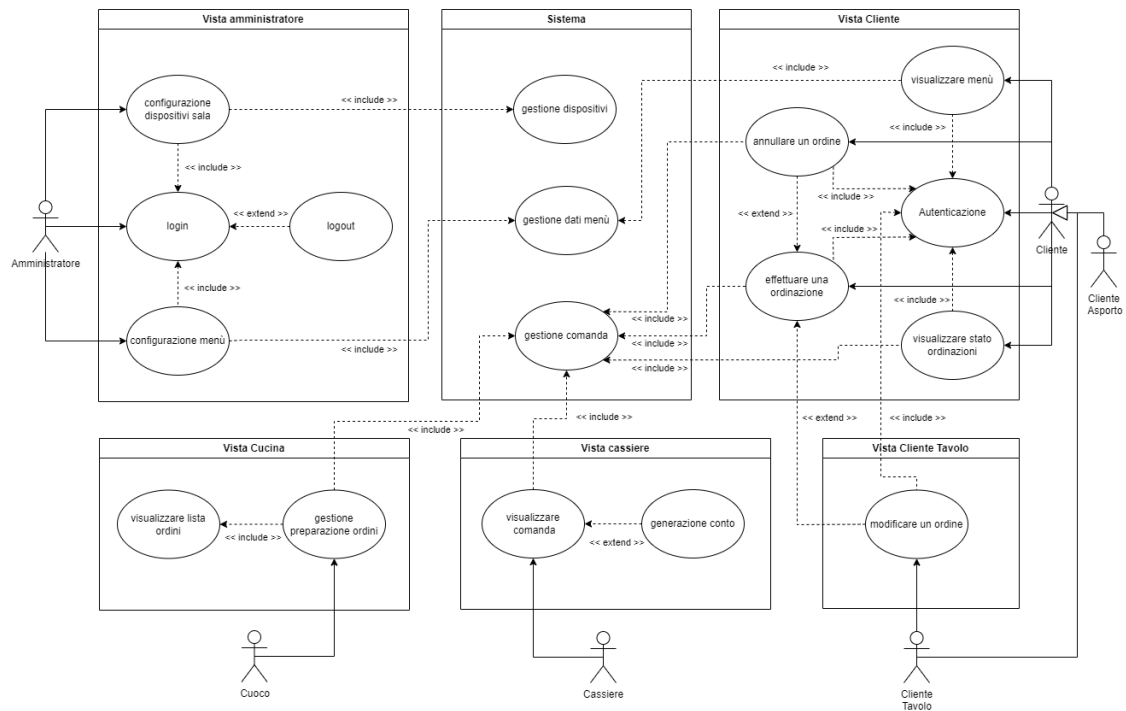 Vista amministratore
Sistema
Vista Cliente
configurazione
dispositivi sala
<< include >>
gestione dispositivi
<< include >>
visualizzare menù
<< include >>
annullare un ordine
<< include >>
<< include >>
login
<< extend >>
logout
gestione dati menù
<< extend >>
Autenticazione
<< include >>
Amministratore
Cliente
<< include >>
effettuare una
ordinazione
Cliente
Asporto
<< include >>
<< include >>
configurazione menù
<< include >>
gestione comanda
<< include >>
<< include >>
visualizzare stato
ordinazioni
<< include >>
<< include >>
<< extend >>
<< include >>
Vista Cucina
Vista cassiere
Vista Cliente Tavolo
visualizzare lista
ordini
<< include >>
gestione
preparazione ordini
visualizzare
comanda
<< extend >>
generazione conto
modificare un ordine
Cuoco
Cassiere
Cliente
Tavolo